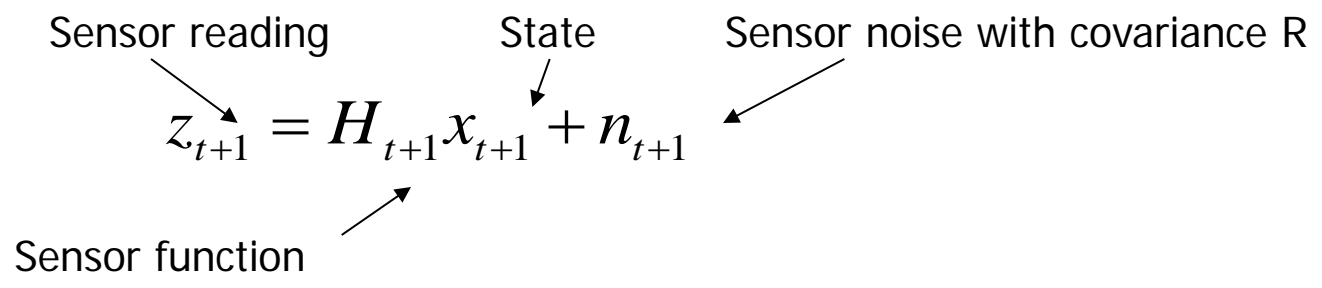 Sensor reading State Sensor noise with covariance R
z_{t+1} = H_{t+1} x_{t+1} + n_{t+1}
Sensor function